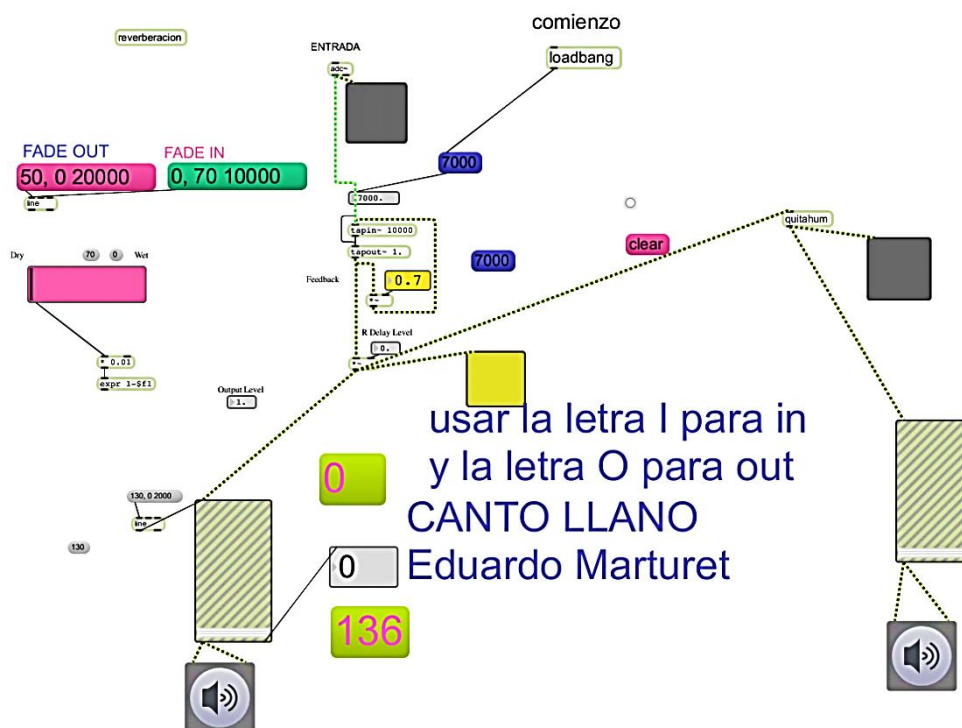 comienzo
reverberacion
ENTRADA
adc~
loadbang
FADE OUT
FADE IN
7000
50, 0 20000
0, 70 10000
line
7000.
tapin~ 10000
quitahum
clear
tapout~ 1.
Dry
70
0
Wet
7000
Feedback
0.7
*~
R Delay Level
0.
* 0.01
*~
expr 1-$f1
Output Level
1.
usar la letra I para in
y la letra O para out
0
130, 0 2000
CANTO LLANO
line
130
0
Eduardo Marturet
136